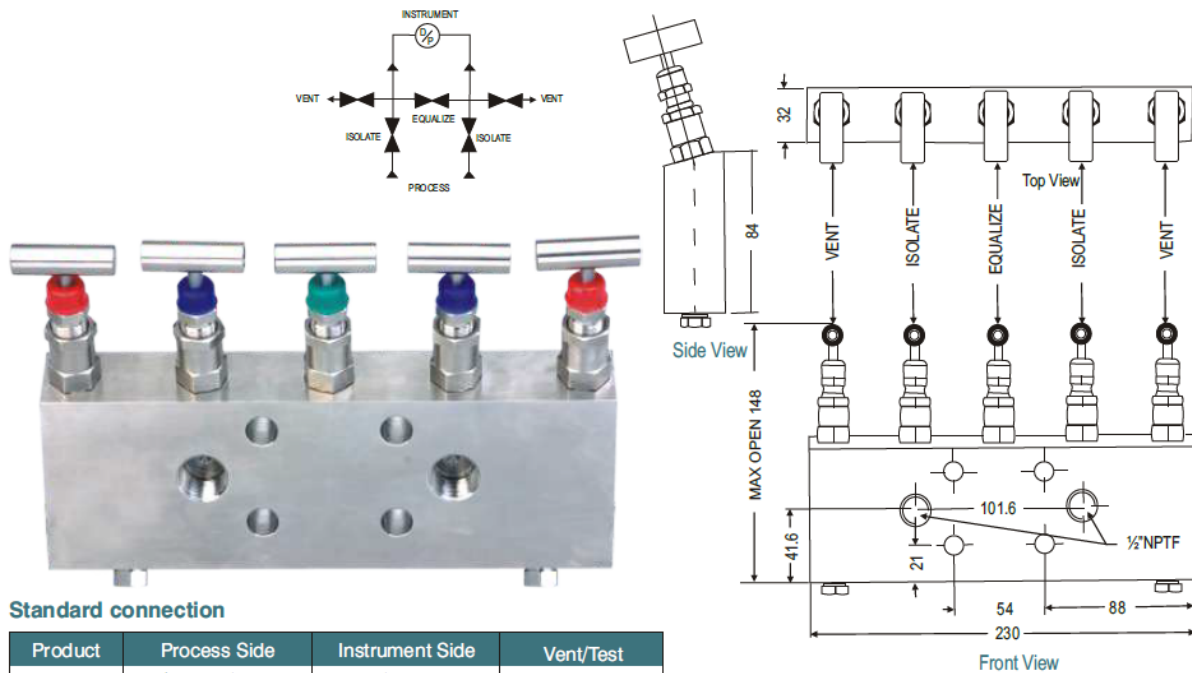 INSTRUMENT
D/P
VENT
VENT
EQUALIZE
ISOLATE
ISOLATE
PROCESS
32
Top View
84
VENT
ISOLATE
EQUALIZE
ISOLATE
VENT
Side View
MAX OPEN 148
101.6
41.6
21
½"NPTF
54
88
230
Front View
Standard connection
Product
Process Side
Instrument Side
Vent/Test